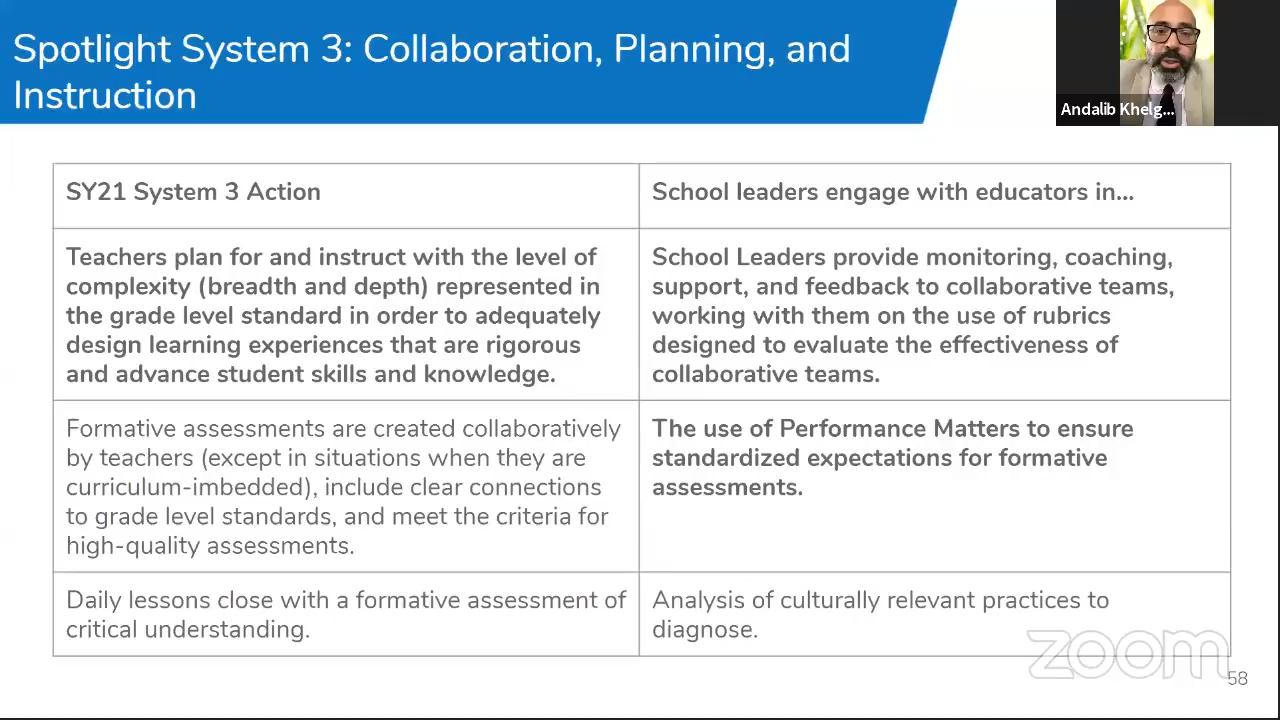 Spotlight System 3: Collaboration, Planning, and
Instruction
Andalib Khelg...
SY21 System 3 Action
School leaders engage with educators in...
Teachers plan for and instruct with the level of
complexity (breadth and depth) represented in
the grade level standard in order to adequately
design learning experiences that are rigorous
and advance student skills and knowledge.
School Leaders provide monitoring, coaching,
support, and feedback to collaborative teams,
working with them on the use of rubrics
designed to evaluate the effectiveness of
collaborative teams.
Formative assessments are created collaboratively
by teachers (except in situations when they are
curriculum-imbedded), include clear connections
to grade level standards, and meet the criteria for
high-quality assessments.
The use of Performance Matters to ensure
standardized expectations for formative
assessments.
Daily lessons close with a formative assessment of
critical understanding.
Analysis of culturally relevant practices to
diagnose.
zoom
58